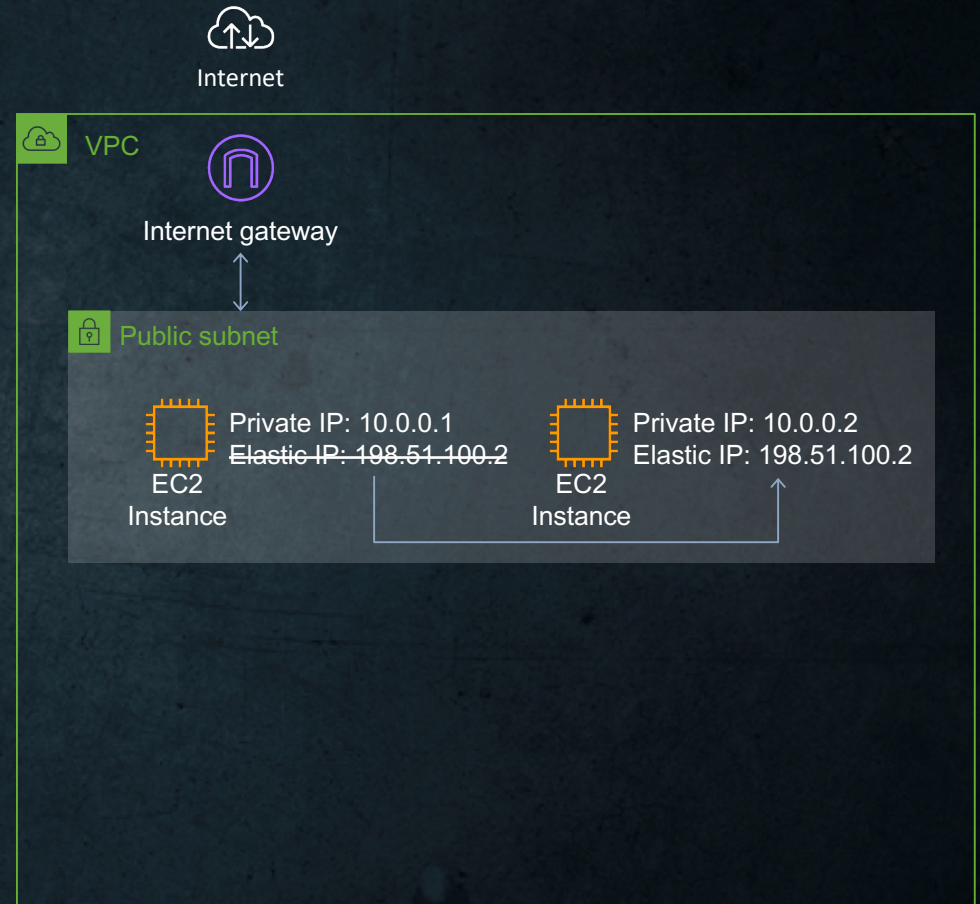 Internet
VPC
Internet gateway
Public subnet
Private IP: 10.0.0.1
Elastic IP: 198.51.100.2
EC2
Instance
Private IP: 10.0.0.2
Elastic IP: 198.51.100.2
EC2
Instance